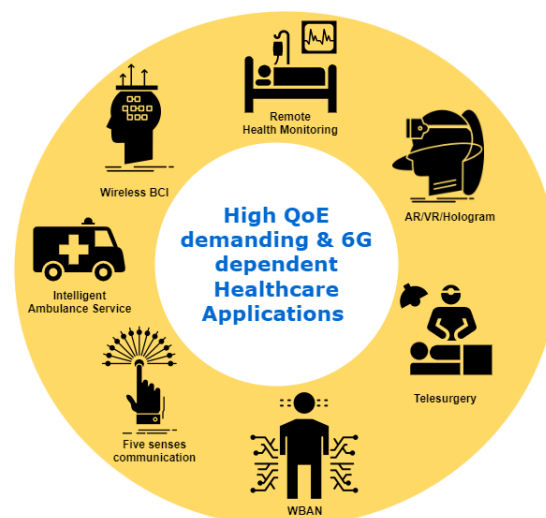 Remote
Health Monitoring
Wireless BCI
AR/VR/Hologram
High QoE
demanding & 6G
dependent
Healthcare
Applications
Intelligent
Ambulance Service
Telesurgery
Five senses
communication
WBAN